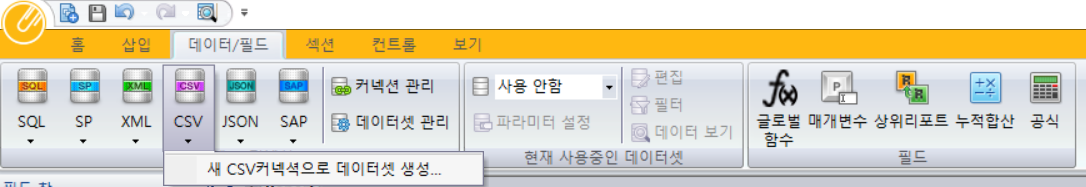 홈 삽입 데이터/필드 섹션 컨트롤 보기
SQL SP XML CSV JSON SAP
SQL SP XML CSV JSON SAP
커넥션 관리
데이터셋 관리
사용 안함
파라미터 설정
편집
필터
데이터 보기
현재 사용중인 데이터셋
글로벌 함수
매개변수
상위리포트
누적합산
공식
필드
새 CSV커넥션으로 데이터셋 생성...